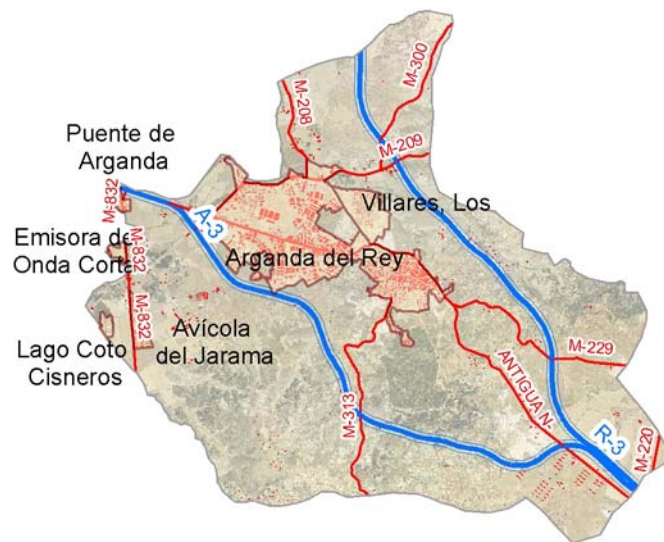 M-300
M-208
M-209
Puente de
Arganda
M-832
A-3
Villares, Los
Emisora de
Onda Corta
M-832
Arganda del Rey
M-832
Avícola
del Jarama
Lago Coto
Cisneros
M-229
ANTIGUA N-
M-313
R-3
M-220